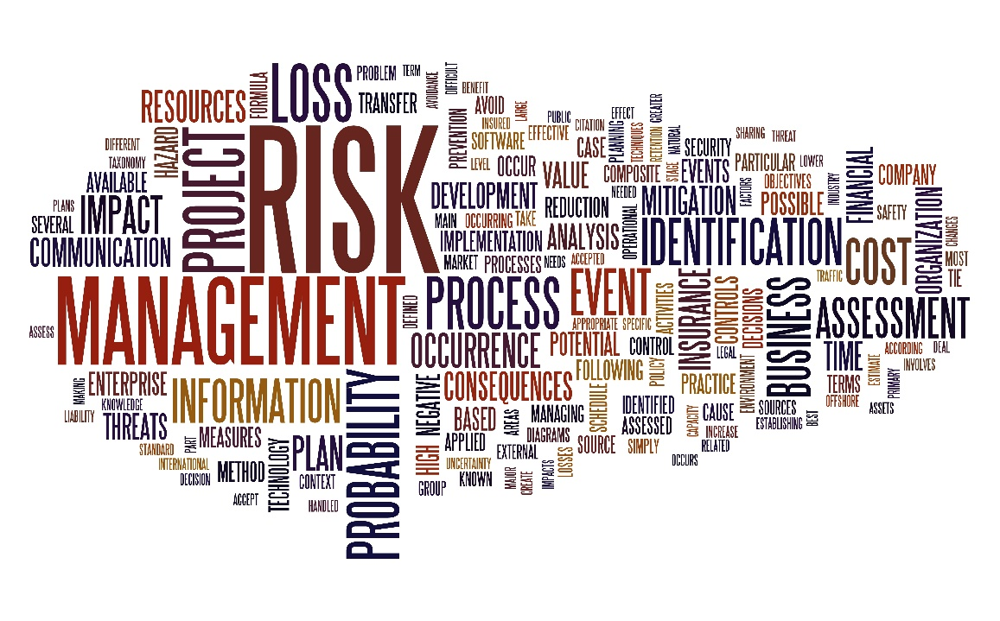 LOSS
PROBLEM
TERM
AVOIDANCE
DIFFICULT
BENEFIT
FORMULA
RESOURCES
TRANSFER
AVOID
LARGE
INSURED
PREVENTION
PUBLIC
CITATION
EFFECT
GREATER
SOFTWARE
EFFECTIVE
CASE
PLANNING
TECHNIQUES
RETENTION
NATURAL
SECURITY
SHARING
THREAT
DIFFERENT
HAZARD
PROJECT
RISK
LEVEL
OCCUR
VALUE
COMPOSITE
STAGE
EVENTS
PARTICULAR
LOWER
FINANCIAL
COMPANY
TAXONOMY
AVAILABLE
DEVELOPMENT
REDUCTION
NEEDED
MITIGATION
FACTORS
OBJECTIVES
POSSIBLE
INDUSTRY
SAFETY
ORGANIZATION
CHANGES
PLANS
IMPACT
SEVERAL
MAIN
OCCURRING
TAKE
OPERATIONAL
IDENTIFICATION
COST
COMMUNICATION
IMPLEMENTATION
ANALYSIS
MARKET
PROCESSES
NEEDS
ACCEPTED
TRAFFIC
MOST
TIE
MANAGEMENT
DEFINED
PROCESS
EVENT
ACTIVITIES
INSURANCE
CONTROLS
DECISIONS
BUSINESS
ASSESSMENT
ASSESS
APPROPRIATE
SPECIFIC
OCCURRENCE
POTENTIAL
CONTROL
LEGAL
TIME
ACCORDING
DEAL
ESTIMATE
INVOLVES
MAKING
ENTERPRISE
INFORMATION
PROBABILITY
NEGATIVE
CONSEQUENCES
FOLLOWING
POLICY
PRACTICE
ENVIRONMENT
TERMS
PRIMARY
OFFSHORE
KNOWLEDGE
LIABILITY
THREATS
BASED
AREAS
MANAGING
SCHEDULE
IDENTIFIED
ASSESSED
CAPACITY
CAUSE
SOURCES
ESTABLISHING
BEST
ASSETS
STANDARD
PART
MEASURES
TECHNOLOGY
PLAN
HIGH
APPLIED
DIAGRAMS
SOURCE
SIMPLY
INCREASE
RELATED
INTERNATIONAL
DECISION
METHOD
CONTEXT
EXTERNAL
UNCERTAINTY
KNOWN
MAJOR
CREATE
IMPACTS
LOSSES
OCCURS
ACCEPT
HANDLED
GROUP